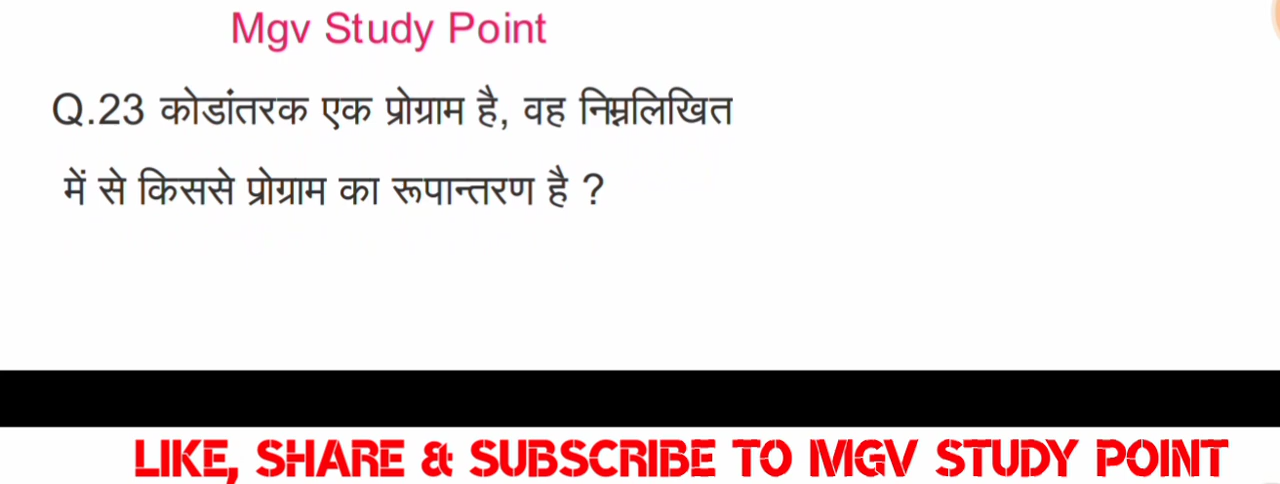 Mgv Study Point
Q.23 कोडांतरक एक प्रोग्राम है, वह निम्नलिखित
में से किससे प्रोग्राम का रूपान्तरण है ?
LIKE, SHARE & SUBSCRIBE TO MGV STUDY POINT